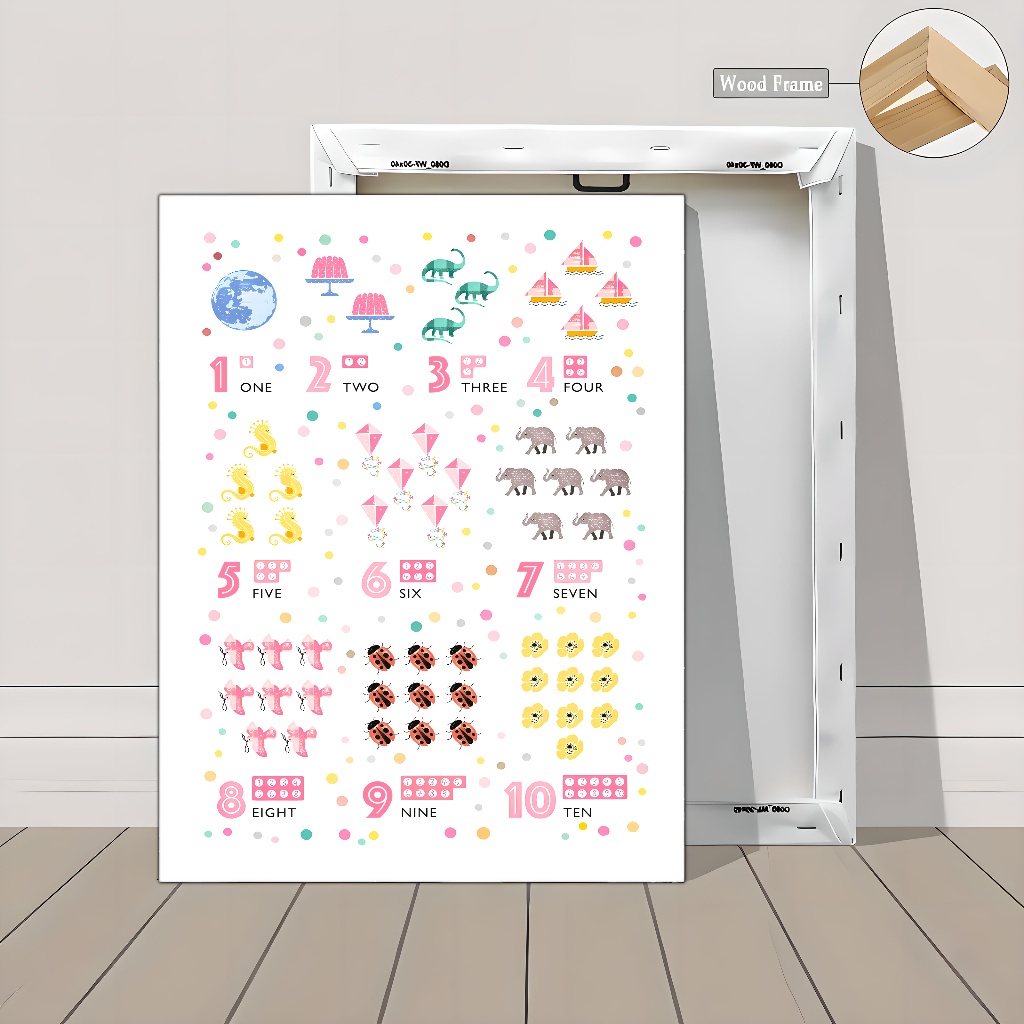 Wood Frame
1 ONE
2 TWO
3 THREE
4 FOUR
5 FIVE
6 SIX
7 SEVEN
8 EIGHT
9 NINE
10 TEN